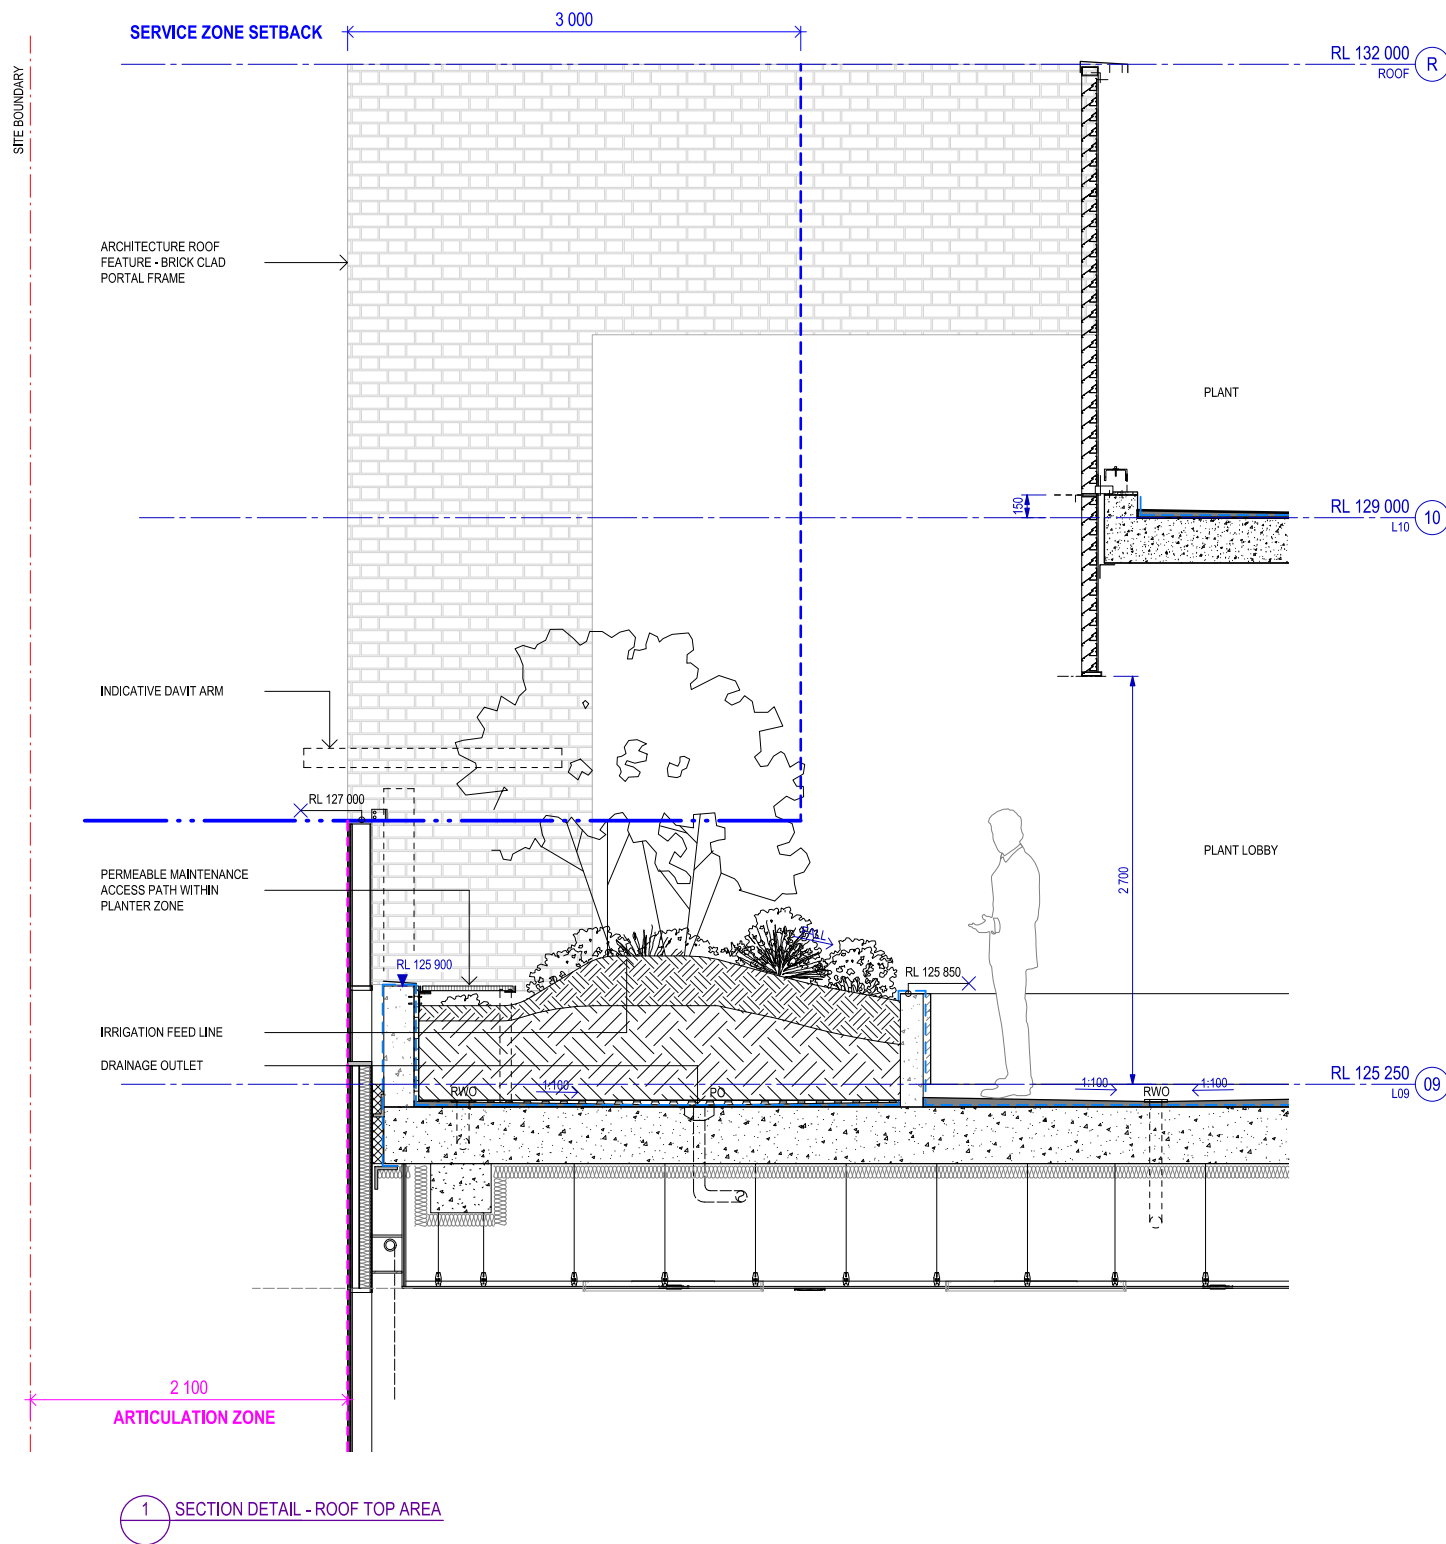 SERVICE ZONE SETBACK
3 000
RL 132 000
ROOF
R
SITE BOUNDARY
ARCHITECTURE ROOF
FEATURE - BRICK CLAD
PORTAL FRAME
PLANT
150
RL 129 000
L10
10
INDICATIVE DAVIT ARM
RL 127 000
PLANT LOBBY
2 700
PERMEABLE MAINTENANCE
ACCESS PATH WITHIN
PLANTER ZONE
FALL
RL 125 900
RL 125 850
IRRIGATION FEED LINE
DRAINAGE OUTLET
RL 125 250
L09
09
RWO
1:100
PO
1:100
RWO
1:100
2 100
ARTICULATION ZONE
1
SECTION DETAIL - ROOF TOP AREA